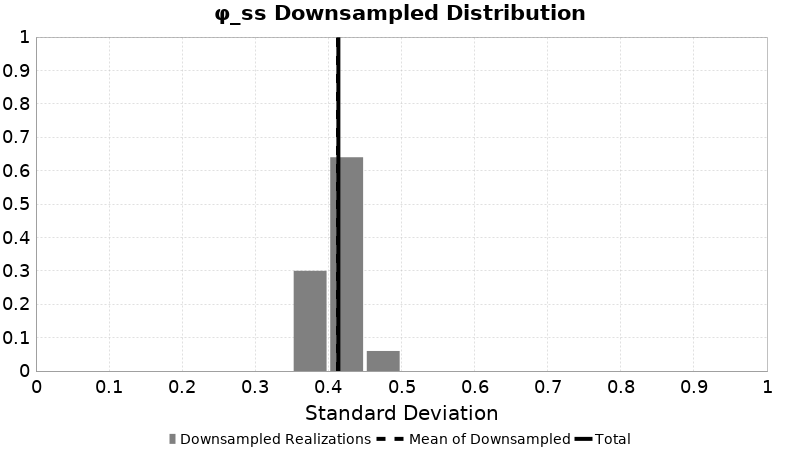 φ_ss Downsampled Distribution
1
0.9
0.8
0.7
0.6
0.5
0.4
0.3
0.2
0.1
0
0 0.1 0.2 0.3 0.4 0.5 0.6 0.7 0.8 0.9 1
Standard Deviation
Downsampled Realizations Mean of Downsampled Total